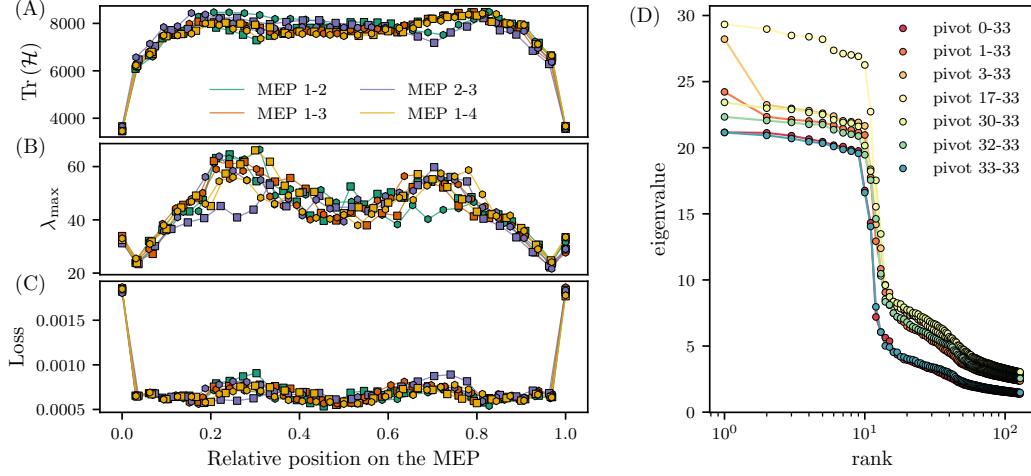 (A)
8000
6000
4000
Tr (ℋ)
MEP 1-2
MEP 1-3
MEP 2-3
MEP 1-4
(B)
60
40
20
λmax
(C)
0.0015
0.0010
0.0005
Loss
0.0
0.2
0.4
0.6
0.8
1.0
Relative position on the MEP
(D)
30
25
20
15
10
5
0
eigenvalue
pivot 0-33
pivot 1-33
pivot 3-33
pivot 17-33
pivot 30-33
pivot 32-33
pivot 33-33
10⁰
10¹
10²
rank